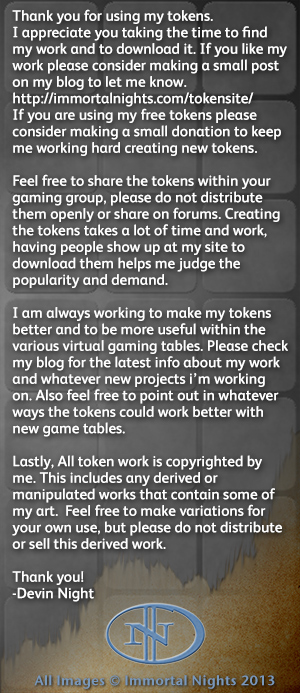 Thank you for using my tokens.
I appreciate you taking the time to find
my work and to download it. If you like my
work please consider making a small post
on my blog to let me know.
http://immortalnights.com/tokensite/
If you are using my free tokens please
consider making a small donation to keep
me working hard creating new tokens.
Feel free to share the tokens within your
gaming group, please do not distribute
them openly or share on forums. Creating
the tokens takes a lot of time and work,
having people show up at my site to
download them helps me judge the
popularity and demand.
I am always working to make my tokens
better and to be more useful within the
various virtual gaming tables. Please check
my blog for the latest info about my work
and whatever new projects i'm working
on. Also feel free to point out in whatever
ways the tokens could work better with
new game tables.
Lastly, All token work is copyrighted by
me. This includes any derived or
manipulated works that contain some of
my art.  Feel free to make variations for
your own use, but please do not distribute
or sell this derived work.
Thank you!
-Devin Night
All Images © Immortal Nights 2013